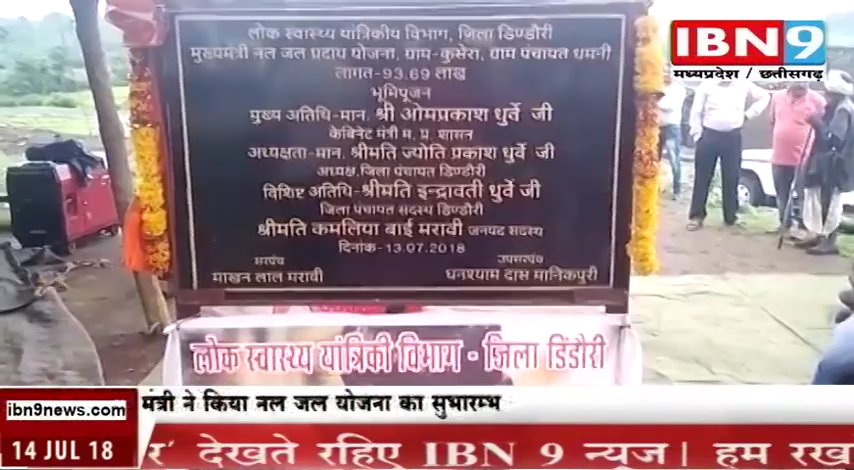 लोक स्वास्थ्य यांत्रिकीय विभाग, जिला डिण्डौरी
मुख्यमंत्री नल जल प्रदाय योजना, ग्राम-कुसेरा, ग्राम पंचायत धमनी
लागत-93.69 लाख
भूमिपूजन
मुख्य अतिथि-मान. श्री ओमप्रकाश धुर्वे जी
केबिनेट मंत्री म. प्र. शासन
अध्यक्षता-मान. श्रीमति ज्योति प्रकाश धुर्वे जी
अध्यक्ष.जिला पंचायत डिण्डौरी
विशिष्ट अतिथि-श्रीमति इन्द्रावती धुर्वे जी
जिला पंचायत सदस्य डिण्डौरी
श्रीमति कमलिया बाई मरावी जनपद सदस्य
दिनांक-13.07.2018
सरपंच उपसरपंच
माखन लाल मरावी धनश्याम दास मानिकपुरी
लोक स्वास्थ्य यांत्रिकी विभाग - जिला डिंडौरी
IBN9
मध्यप्रदेश / छत्तीसगढ़
ibn9news.com
मंत्री ने किया नल जल योजना का सुभारम्भ
14 JUL 18
र' देखते रहिए IBN 9 न्यूज। हम रख